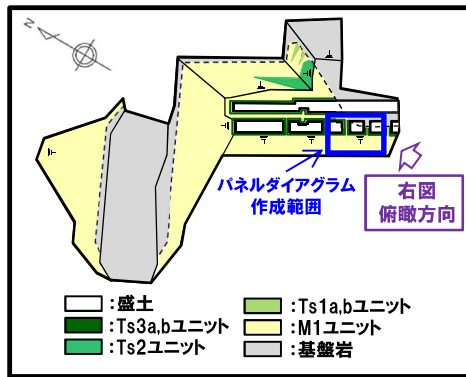 N
パネルダイアグラム
作成範囲
右図
俯瞰方向
:盛土
:Ts1a,bユニット
:Ts3a,bユニット
:M1ユニット
:Ts2ユニット
:基盤岩